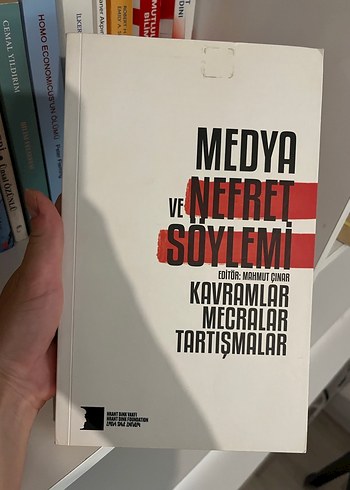 MEDYA
VE NEFRET
SÖYLEMİ
EDİTÖR: MAHMUT ÇINAR
KAVRAMLAR
MECRALAR
TARTIŞMALAR
HRANT DİNK VAKFI
HRANT DINK FOUNDATION
CEMAL YILDIRIM
HOMO ECONOMICUS'UN ÖLÜMÜ